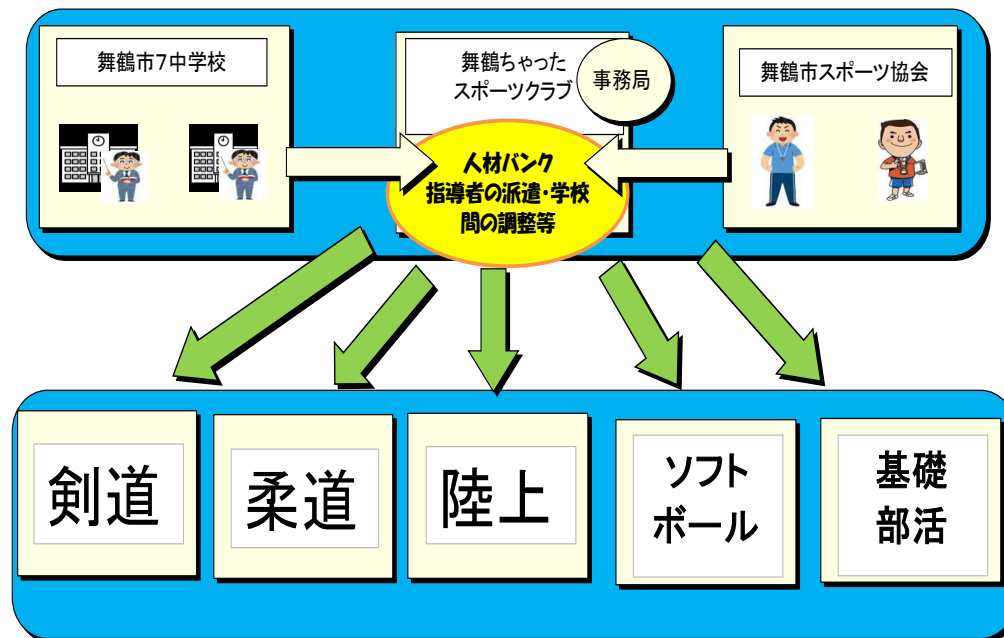 舞鶴市7中学校
舞鶴ちゃった
スポーツクラブ
事務局
舞鶴市スポーツ協会
人材バンク
指導者の派遣・学校
間の調整等
剣道
柔道
陸上
ソフト
ボール
基礎
部活